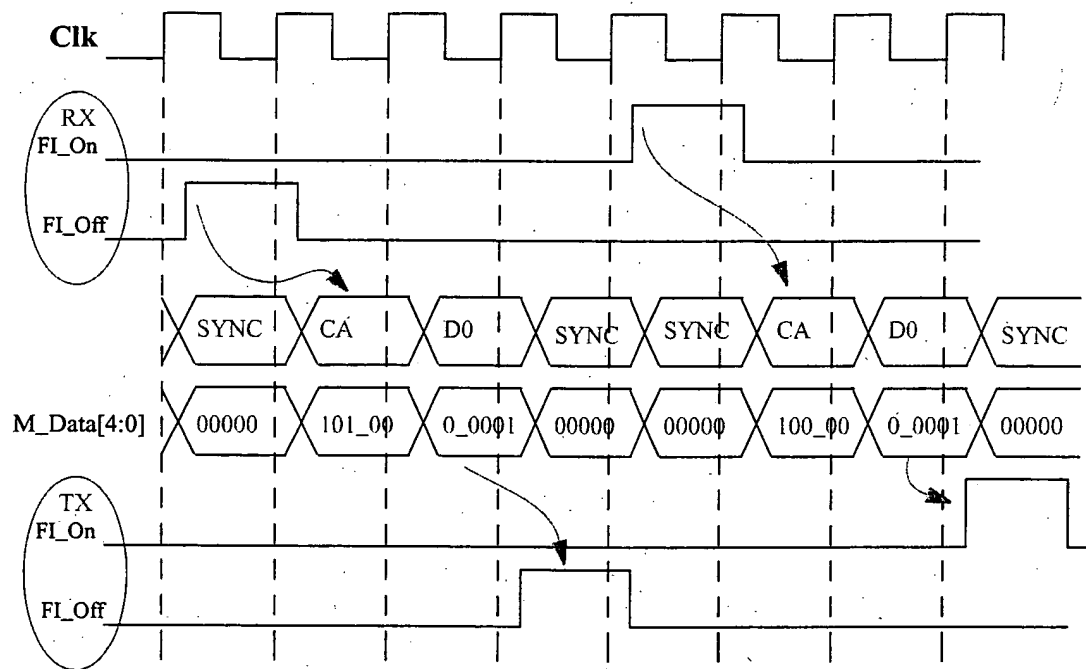 Clk
RX
FI_On
FI_Off
SYNC CA D0 SYNC SYNC CA D0 SYNC
M_Data[4:0] 00000 101_00 0_0001 00000 00000 100_00 0_0001 00000
TX
FI_On
FI_Off